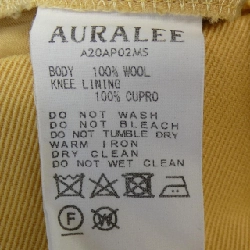 AURALEE
A20AP02MS
BODY 100% WOOL
KNEE LINING
100% CUPRO
DO NOT WASH
DO NOT BLEACH
DO NOT TUMBLE DRY
WARM IRON
DRY CLEAN
DO NOT WET CLEAN
F
W